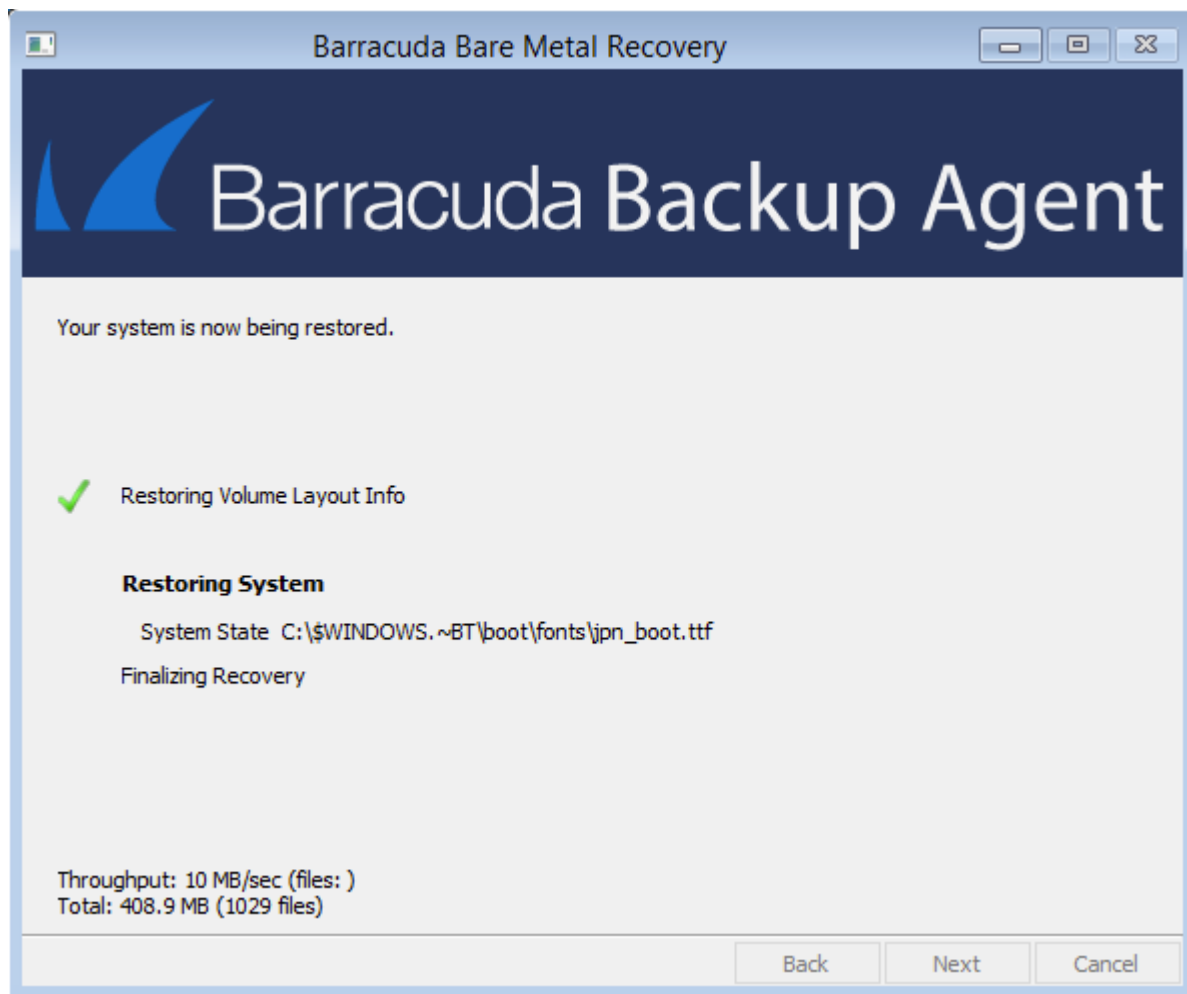 Barracuda Bare Metal Recovery
Barracuda Backup Agent
Your system is now being restored.
Restoring Volume Layout Info
Restoring System
System State C:\$WINDOWS.~BT\boot\fonts\jpn_boot.ttf
Finalizing Recovery
Throughput: 10 MB/sec (files: )
Total: 408.9 MB (1029 files)
Back Next Cancel